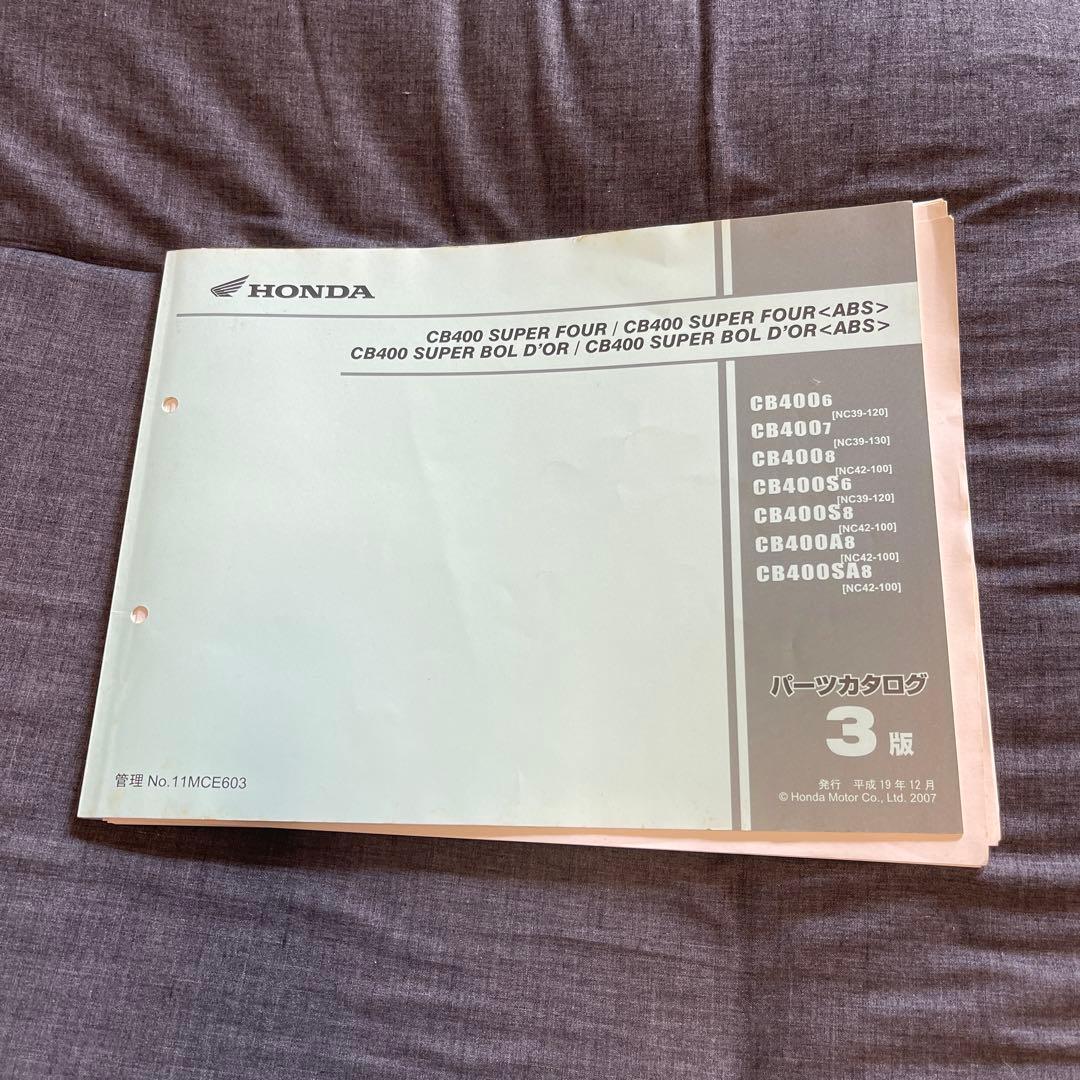 HONDA
CB400 SUPER FOUR / CB400 SUPER FOUR<ABS>
CB400 SUPER BOL D'OR / CB400 SUPER BOL D'OR<ABS>
CB4006
[NC39-120]
CB4007
[NC39-130]
CB4008
[NC42-100]
CB400S6
[NC39-120]
CB400S8
[NC42-100]
CB400A8
[NC42-100]
CB400SA8
[NC42-100]
パーツカタログ
3 版
管理 No.11MCE603
発行 平成 19 年 12 月
© Honda Motor Co., Ltd. 2007